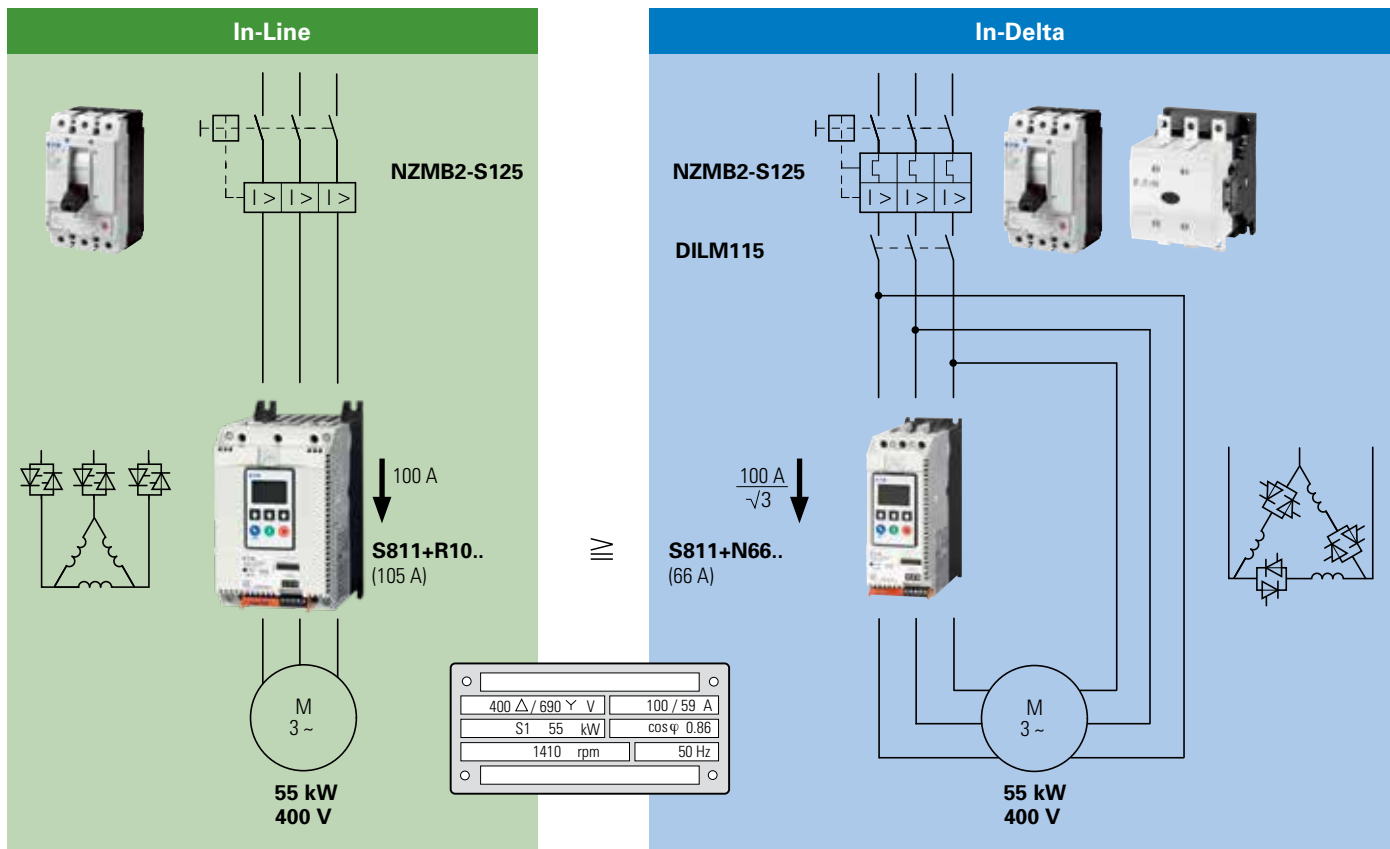 In-Line
NZMB2-S125
I > I > I >
100 A
S811+R10..
(105 A)
M
3 ~
55 kW
400 V
≧
400 △ / 690 Y V
100 / 59 A
S1 55 kW
cos φ 0.86
1410 rpm
50 Hz
In-Delta
NZMB2-S125
I > I > I >
DILM115
100 A
√3
S811+N66..
(66 A)
M
3 ~
55 kW
400 V